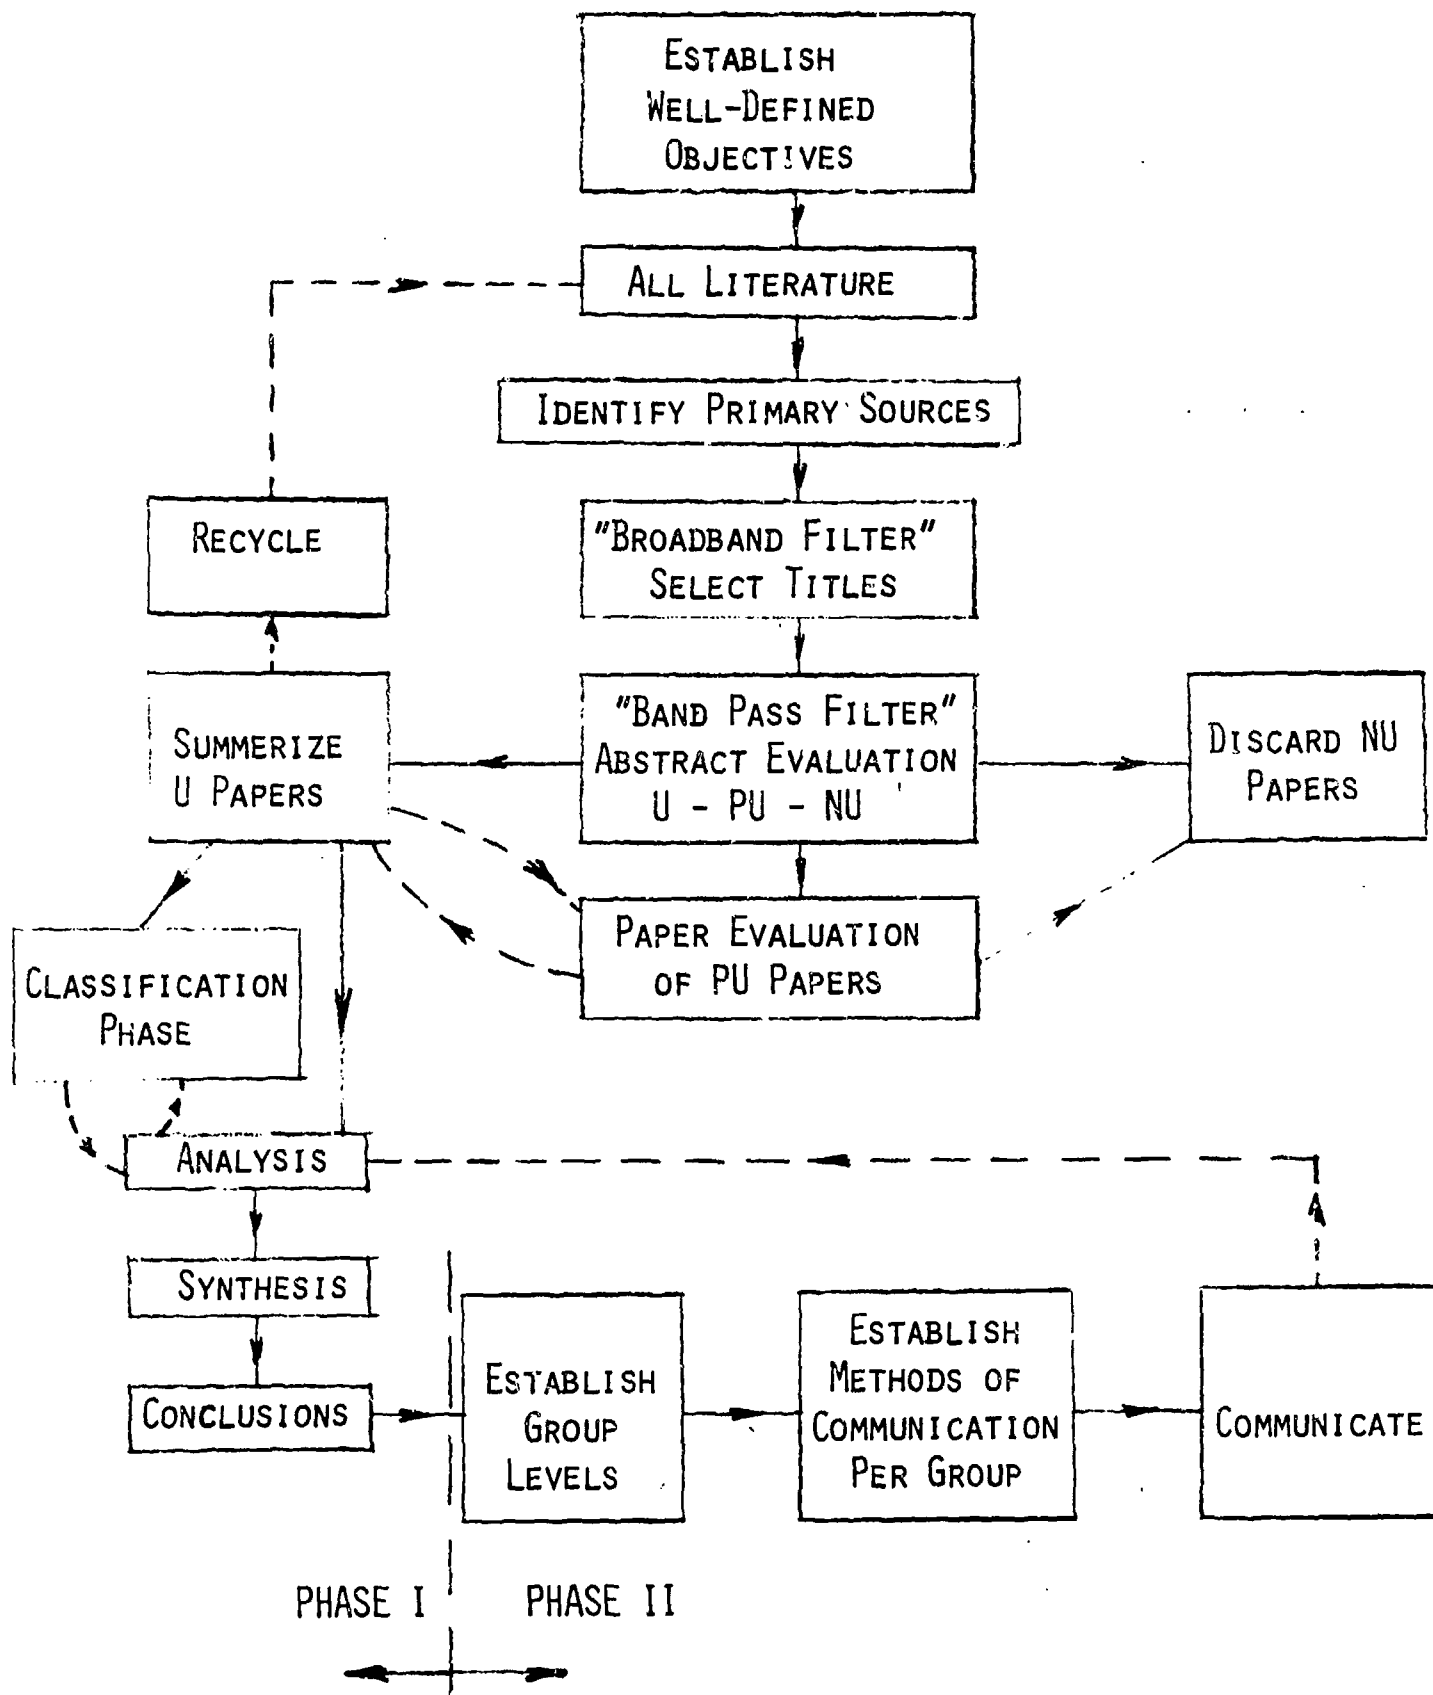 ESTABLISH
WELL-DEFINED
OBJECTIVES
ALL LITERATURE
IDENTIFY PRIMARY SOURCES
RECYCLE
"BROADBAND FILTER"
SELECT TITLES
SUMMERIZE
U PAPERS
"BAND PASS FILTER"
ABSTRACT EVALUATION
U - PU - NU
DISCARD NU
PAPERS
PAPER EVALUATION
OF PU PAPERS
CLASSIFICATION
PHASE
ANALYSIS
SYNTHESIS
CONCLUSIONS
ESTABLISH
GROUP
LEVELS
ESTABLISH
METHODS OF
COMMUNICATION
PER GROUP
COMMUNICATE
PHASE I
PHASE II